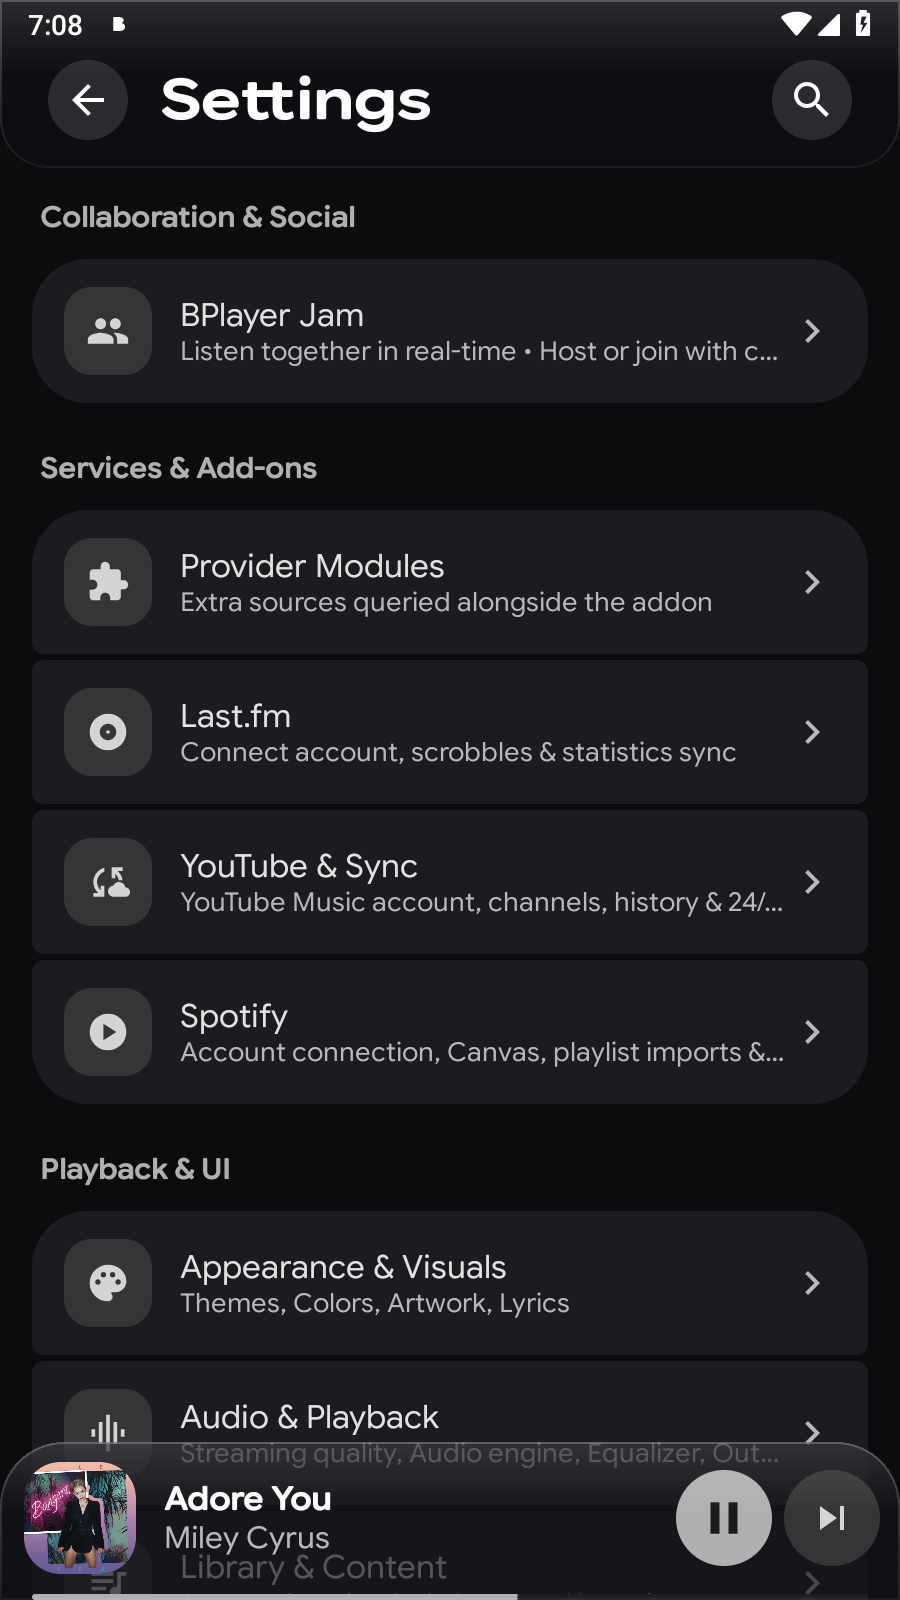 7:08
Settings
Collaboration & Social
BPlayer Jam
Listen together in real-time • Host or join with c...
Services & Add-ons
Provider Modules
Extra sources queried alongside the addon
Last.fm
Connect account, scrobbles & statistics sync
YouTube & Sync
YouTube Music account, channels, history & 24/...
Spotify
Account connection, Canvas, playlist imports &...
Playback & UI
Appearance & Visuals
Themes, Colors, Artwork, Lyrics
Audio & Playback
Streaming quality, Audio engine, Equalizer, Out...
Adore You
Miley Cyrus
Library & Content